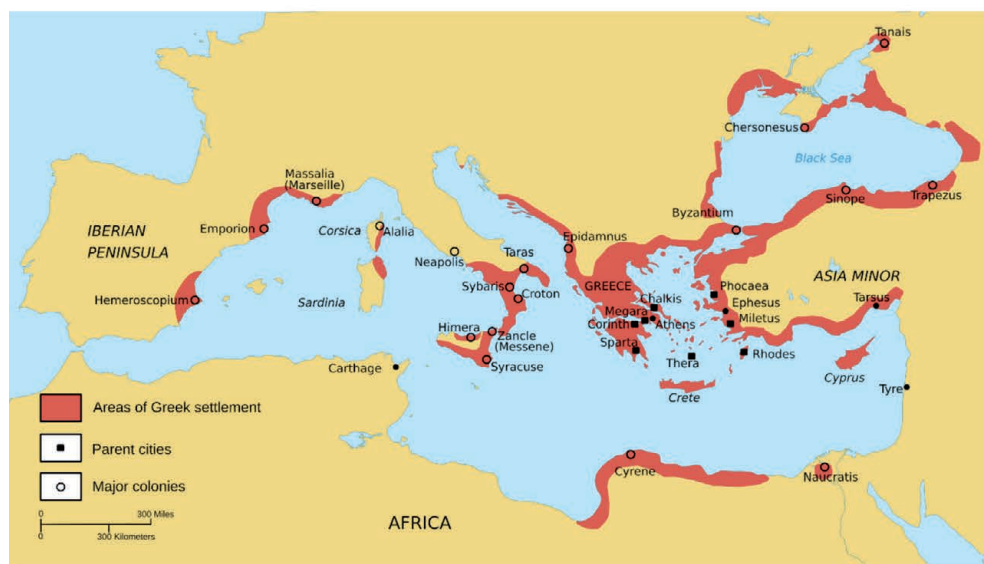 Tanais
Chersonesus
Black Sea
Sinope
Trapezus
Byzantium
Massalia
(Marseille)
Emporion
Corsica
Alalia
IBERIAN
PENINSULA
Neapolis
Taras
Epidamnus
Hemeroscopium
Sardinia
Sybaris
Croton
GREECE
Phocaea
ASIA MINOR
Chalkis
Ephesus
Tarsus
Megara
Miletus
Corinth
Athens
Himera
Zancle
(Messene)
Sparta
Rhodes
Syracuse
Thera
Carthage
Cyprus
Tyre
Crete
Areas of Greek settlement
Parent cities
Cyrene
Naucratis
Major colonies
0 300 Miles
0 300 Kilometers
AFRICA